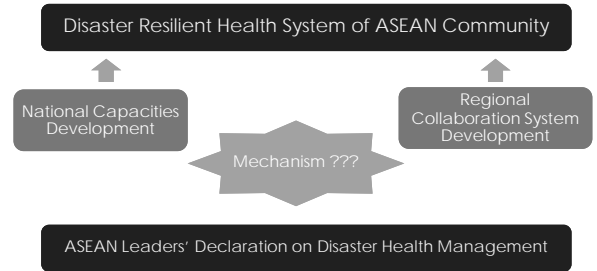 Disaster Resilient Health System of ASEAN Community
National Capacities
Development
Regional
Collaboration System
Development
Mechanism ???
ASEAN Leaders’ Declaration on Disaster Health Management